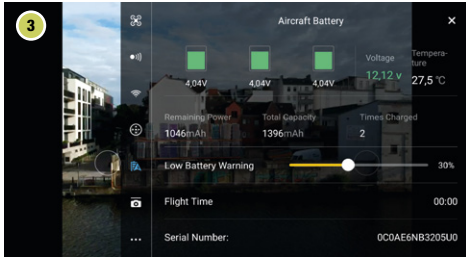 3
Aircraft Battery
×
4,04V 4,04V 4,04V
Voltage
12,12 v
Tempera-
ture
27,5 °C
Remaining Power Total Capacity Times Charged
1046mAh 1396mAh 2
Low Battery Warning 30%
Flight Time 00:00
Serial Number: 0C0AE6NB3205U0